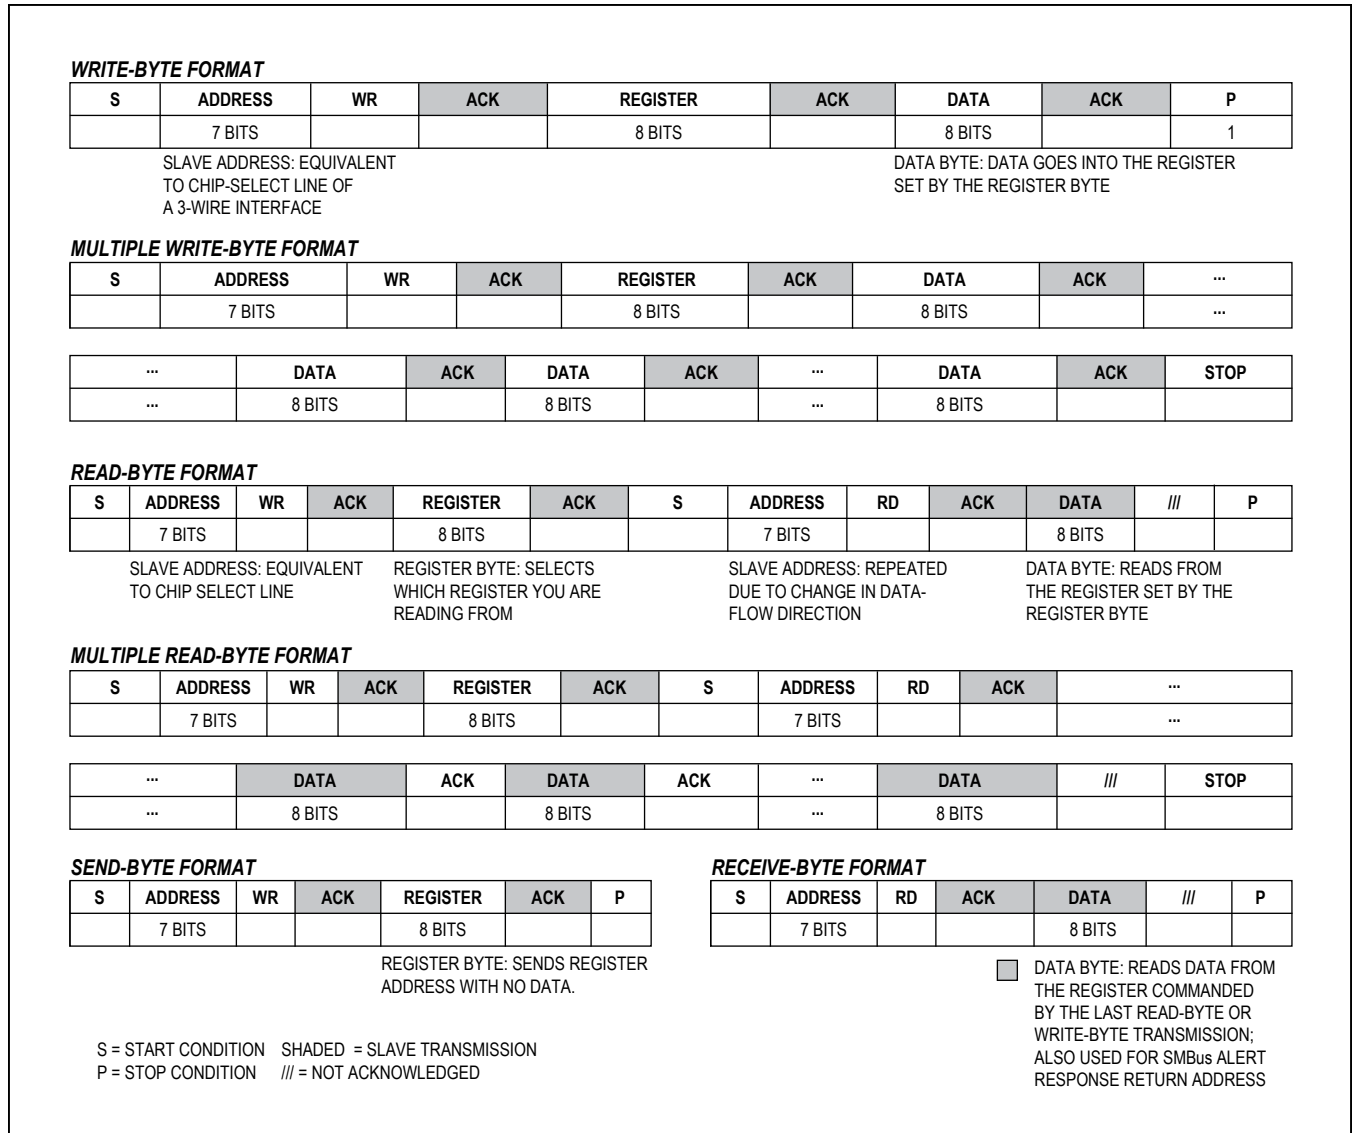 WRITE-BYTE FORMAT
S ADDRESS WR ACK REGISTER ACK DATA ACK P
7 BITS 8 BITS 8 BITS 1
SLAVE ADDRESS: EQUIVALENT
TO CHIP-SELECT LINE OF
A 3-WIRE INTERFACE
DATA BYTE: DATA GOES INTO THE REGISTER
SET BY THE REGISTER BYTE
MULTIPLE WRITE-BYTE FORMAT
S ADDRESS WR ACK REGISTER ACK DATA ACK ...
7 BITS 8 BITS 8 BITS ...
... DATA ACK DATA ACK ... DATA ACK STOP
... 8 BITS 8 BITS ... 8 BITS
READ-BYTE FORMAT
S ADDRESS WR ACK REGISTER ACK S ADDRESS RD ACK DATA /// P
7 BITS 8 BITS 7 BITS 8 BITS
SLAVE ADDRESS: EQUIVALENT
TO CHIP SELECT LINE
REGISTER BYTE: SELECTS
WHICH REGISTER YOU ARE
READING FROM
SLAVE ADDRESS: REPEATED
DUE TO CHANGE IN DATA-
FLOW DIRECTION
DATA BYTE: READS FROM
THE REGISTER SET BY THE
REGISTER BYTE
MULTIPLE READ-BYTE FORMAT
S ADDRESS WR ACK REGISTER ACK S ADDRESS RD ACK ...
7 BITS 8 BITS 7 BITS ...
... DATA ACK DATA ACK ... DATA /// STOP
... 8 BITS 8 BITS ... 8 BITS
SEND-BYTE FORMAT
S ADDRESS WR ACK REGISTER ACK P
7 BITS 8 BITS
REGISTER BYTE: SENDS REGISTER
ADDRESS WITH NO DATA.
RECEIVE-BYTE FORMAT
S ADDRESS RD ACK DATA /// P
7 BITS 8 BITS
DATA BYTE: READS DATA FROM
THE REGISTER COMMANDED
BY THE LAST READ-BYTE OR
WRITE-BYTE TRANSMISSION;
ALSO USED FOR SMBus ALERT
RESPONSE RETURN ADDRESS
S = START CONDITION SHADED = SLAVE TRANSMISSION
P = STOP CONDITION /// = NOT ACKNOWLEDGED